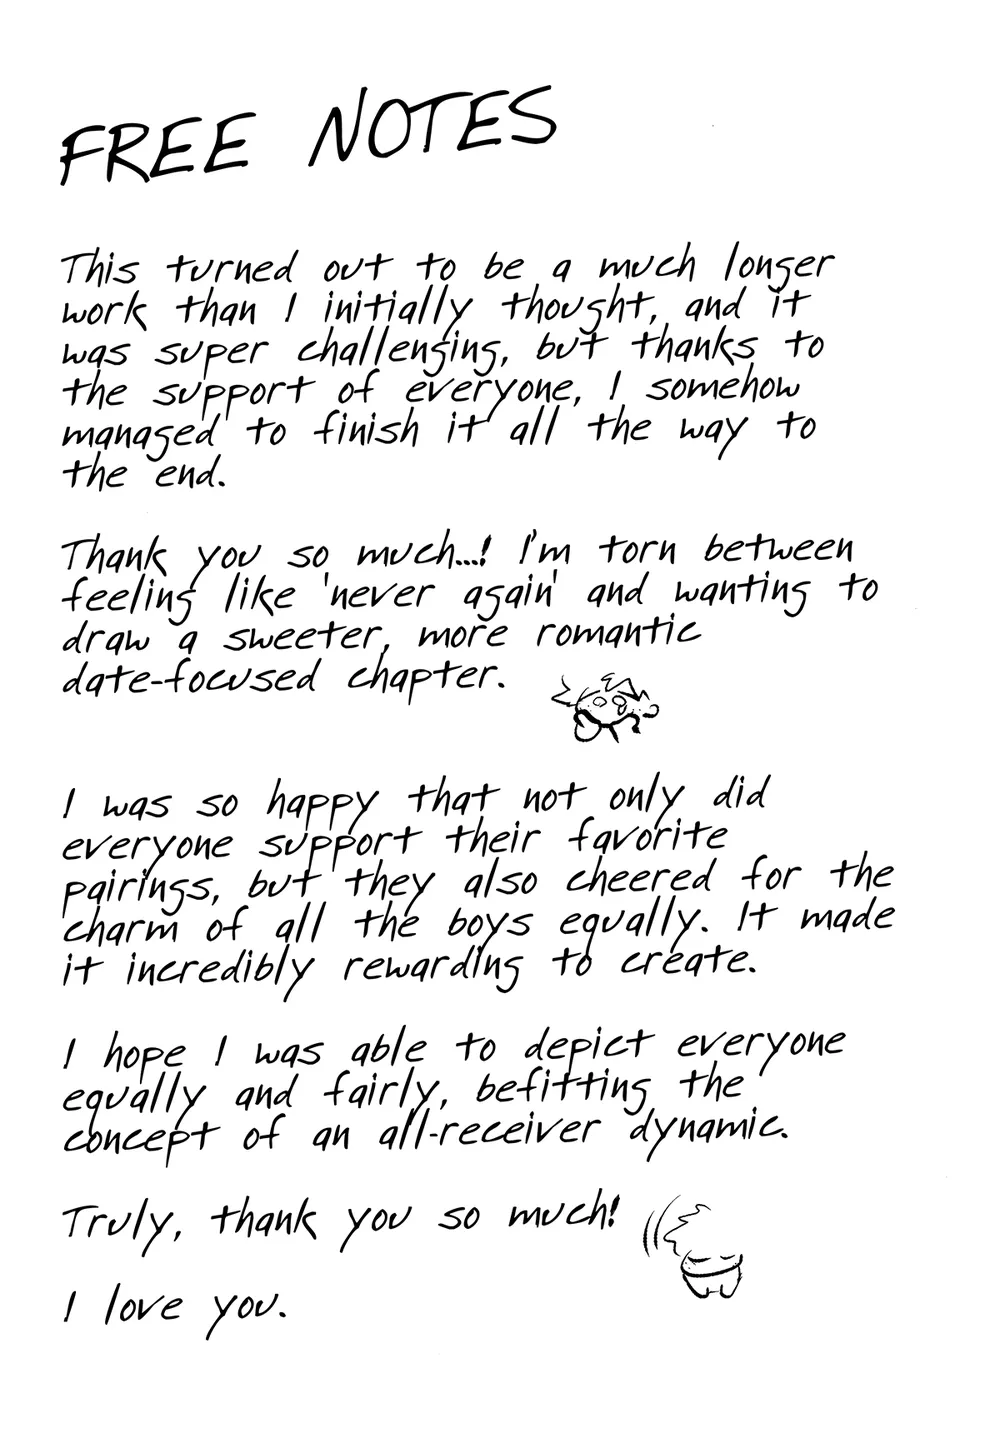 FREE NOTES
This turned out to be a much longer
work than I initially thought, and it
was super challenging, but thanks to
the support of everyone, I somehow
managed to finish it all the way to
the end.
Thank you so much...! I'm torn between
feeling like 'never again' and wanting to
draw a sweeter, more romantic
date-focused chapter.
I was so happy that not only did
everyone support their favorite
pairings, but they also cheered for the
charm of all the boys equally. It made
it incredibly rewarding to create.
I hope I was able to depict everyone
equally and fairly, befitting the
concept of an all-receiver dynamic.
Truly, thank you so much!
I love you.